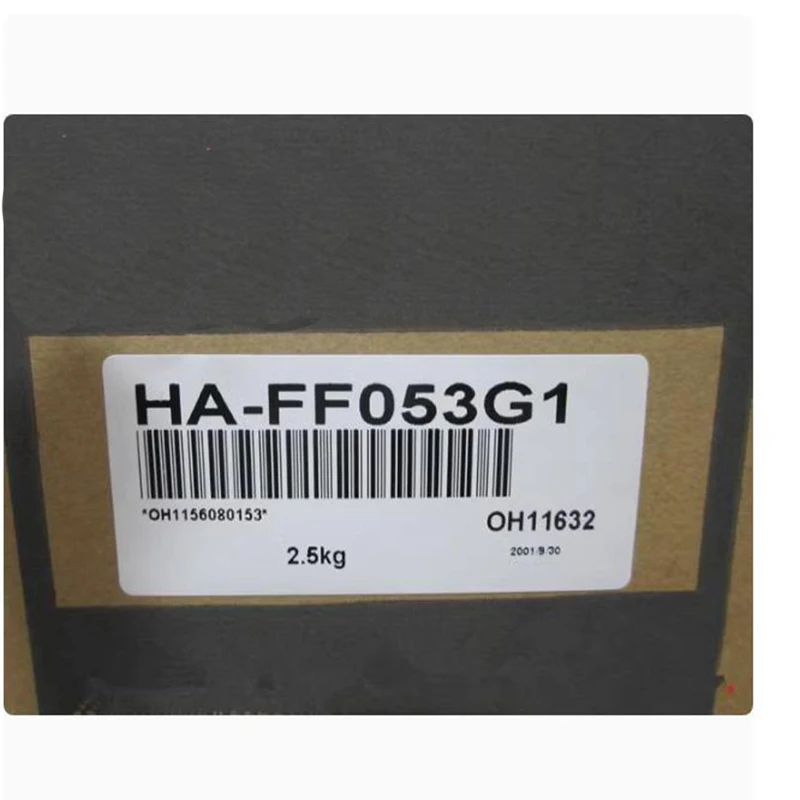 HA-FF053G1
*OH1156080153*
OH11632
2.5kg
2001.9.30